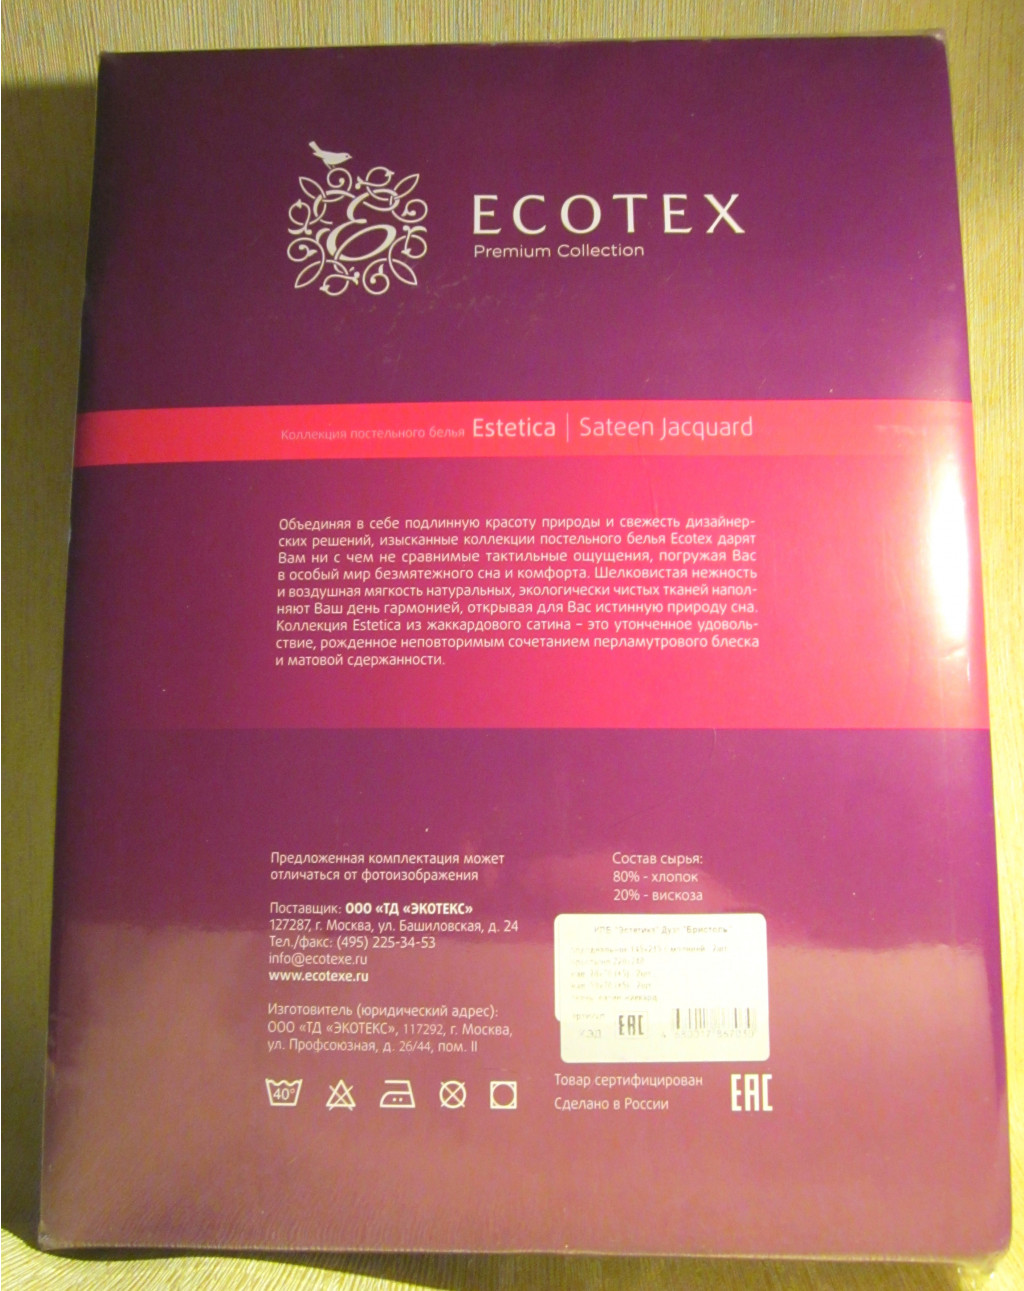 ECOTEX
Premium Collection
Коллекция постельного белья Estetica | Sateen Jacquard
Объединяя в себе подлинную красоту природы и свежесть дизайнер-
ских решений, изысканные коллекции постельного белья Ecotex дарят
Вам ни с чем не сравнимые тактильные ощущения, погружая Вас
в особый мир безмятежного сна и комфорта. Шелковистая нежность
и воздушная мягкость натуральных, экологически чистых тканей напол-
няют Ваш день гармонией, открывая для Вас истинную природу сна.
Коллекция Estetica из жаккардового сатина – это утонченное удоволь-
ствие, рожденное неповторимым сочетанием перламутрового блеска
и матовой сдержанности.
Предложенная комплектация может
отличаться от фотоизображения
Поставщик: ООО «ТД «ЭКОТЕКС»
127287, г. Москва, ул. Башиловская, д. 24
Тел./факс: (495) 225-34-53
info@ecotexe.ru
www.ecotexe.ru
Изготовитель (юридический адрес):
ООО «ТД «ЭКОТЕКС», 117292, г. Москва,
ул. Профсоюзная, д. 26/44, пом. II
40°
Состав сырья:
80% - хлопок
20% - вискоза
КПБ "Эстетика" Дуэт "Бристоль"
EAC
Товар сертифицирован
Сделано в России
EAC